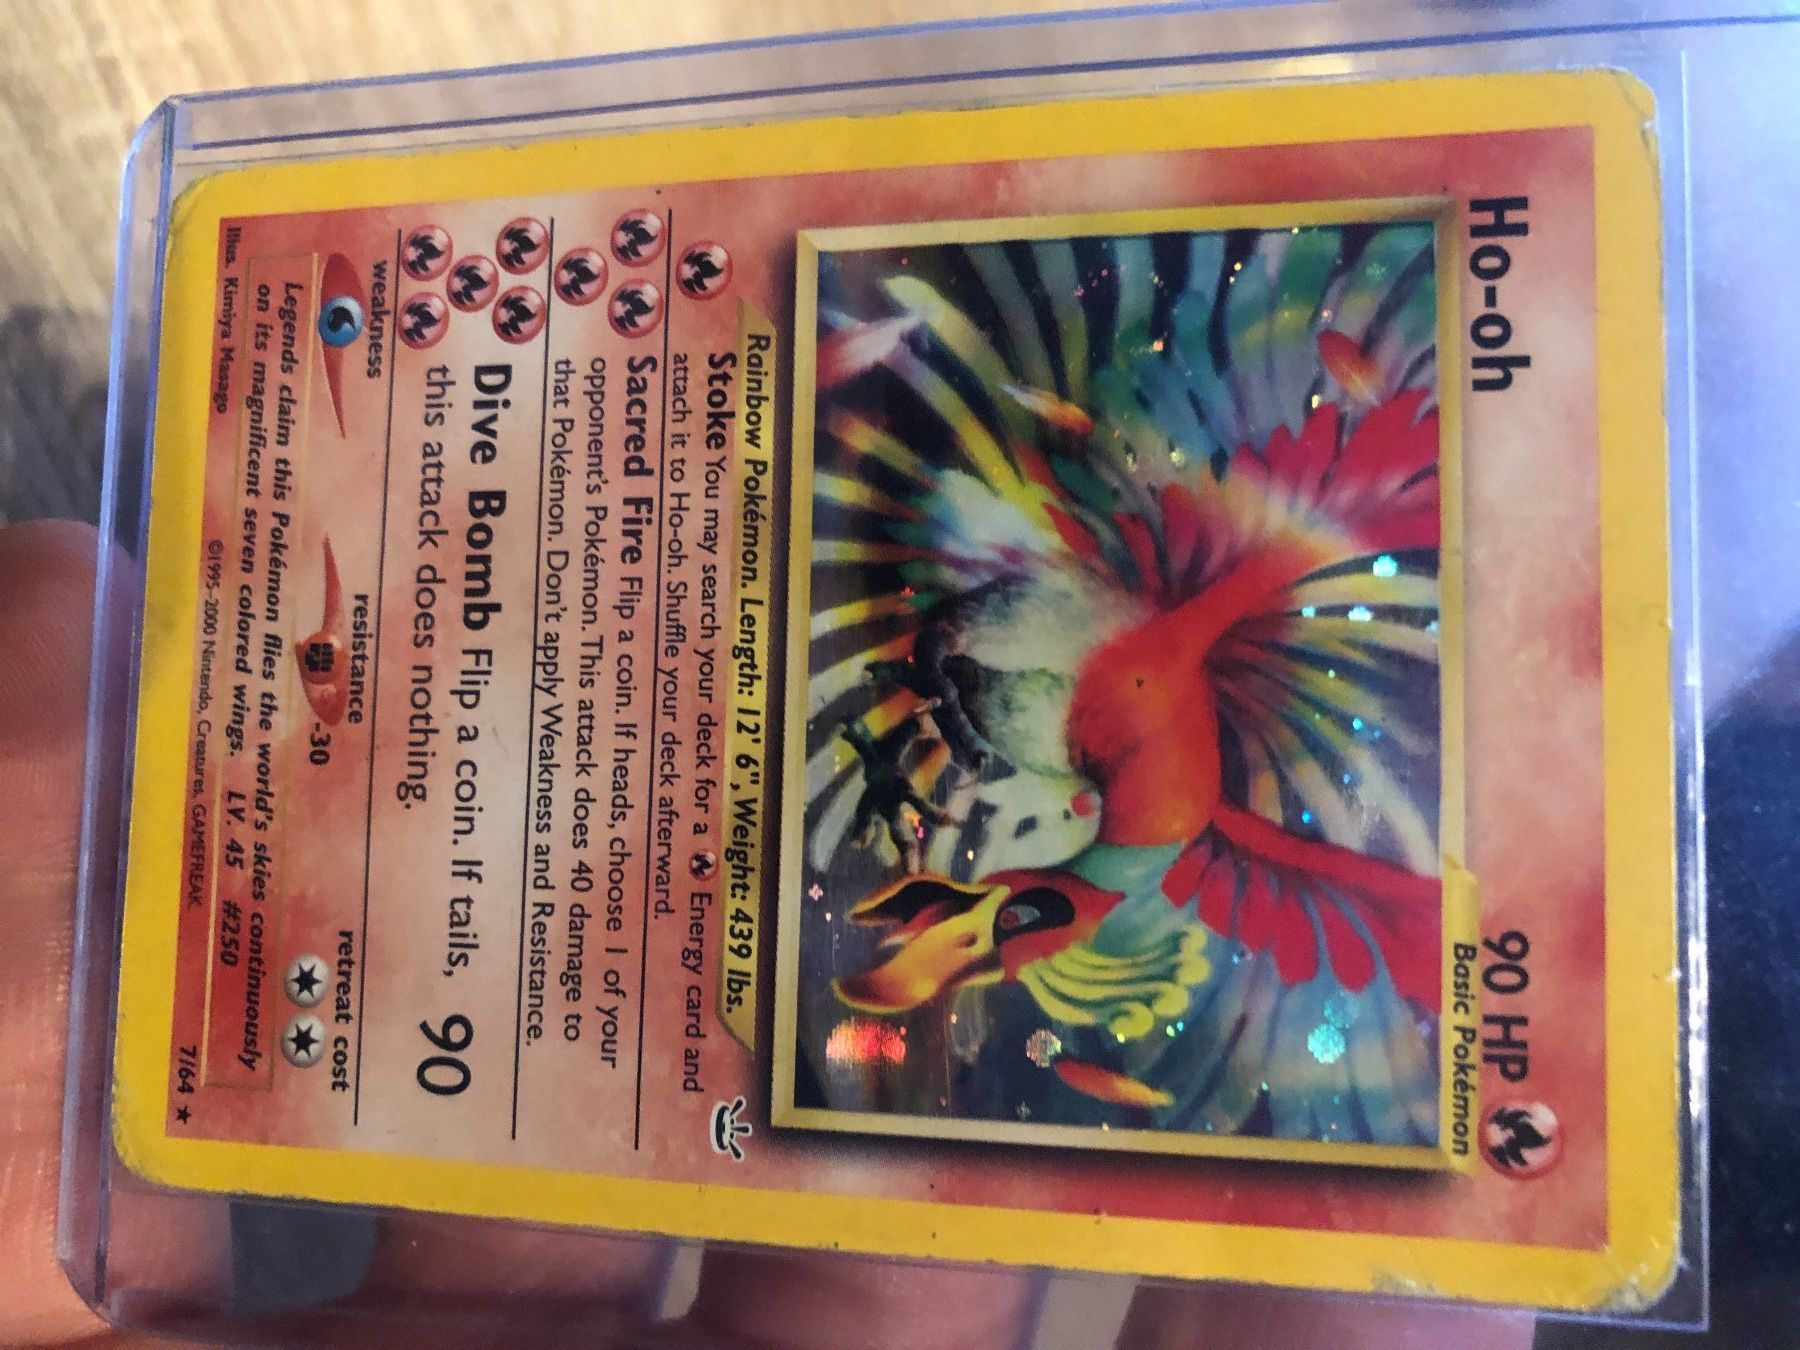 Basic Pokémon
Ho-oh 90 HP
Rainbow Pokémon. Length: 12' 6", Weight: 439 lbs.
Stoke You may search your deck for a Energy card and
attach it to Ho-oh. Shuffle your deck afterward.
Sacred Fire Flip a coin. If heads, choose 1 of your
opponent's Pokémon. This attack does 40 damage to
that Pokémon. Don't apply Weakness and Resistance.
Dive Bomb Flip a coin. If tails,
this attack does nothing. 90
weakness resistance retreat cost
-30
Legends claim this Pokémon flies the world's skies continuously
on its magnificent seven colored wings. LV. 45 #250
Illus. Kimiya Masago ©1995-2000 Nintendo, Creatures, GAMEFREAK. 7/64 ★